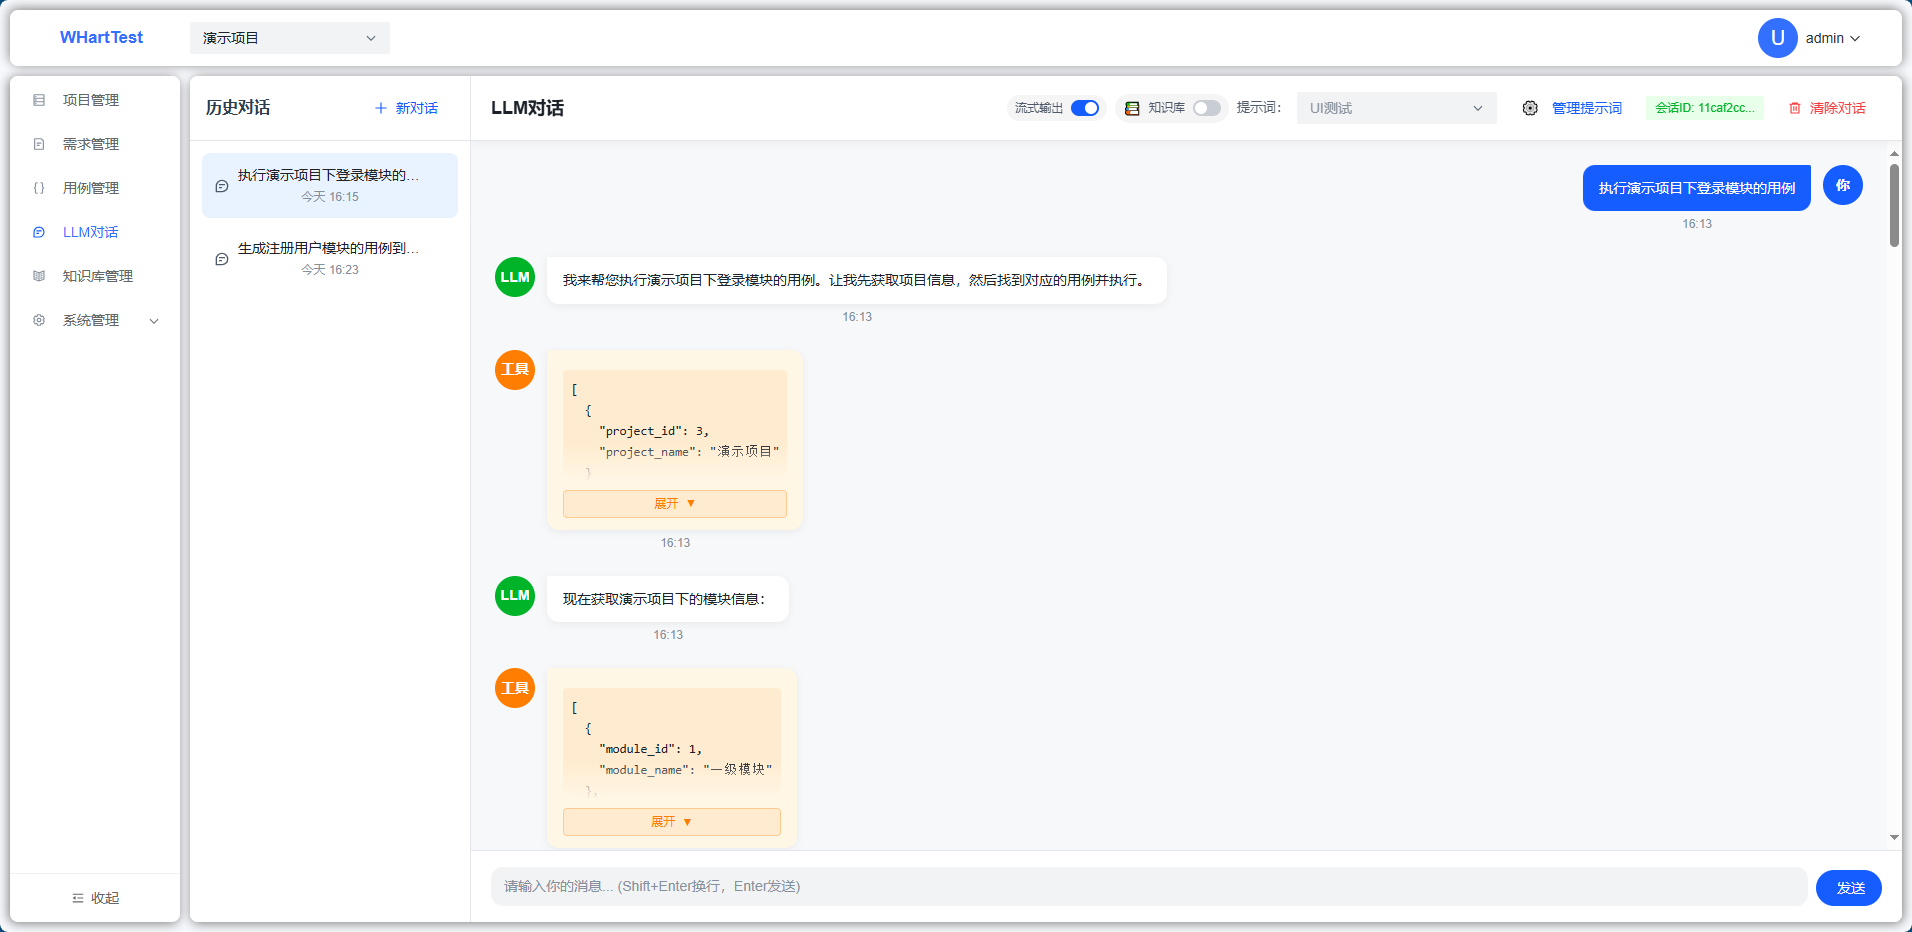 WHartTest
演示项目
U
admin
项目管理
需求管理
用例管理
LLM对话
知识库管理
系统管理
收起
历史对话
新对话
执行演示项目下登录模块的...
今天 16:15
生成注册用户模块的用例到...
今天 16:23
LLM对话
流式输出
知识库
提示词：
UI测试
管理提示词
会话ID: 11caf2cc...
清除对话
执行演示项目下登录模块的用例
你
16:13
LLM
我来帮您执行演示项目下登录模块的用例。让我先获取项目信息，然后找到对应的用例并执行。
16:13
工具
[
{
"project_id": 3,
"project_name": "演示项目"
}
展开 ▼
16:13
LLM
现在获取演示项目下的模块信息：
16:13
工具
[
{
"module_id": 1,
"module_name": "一级模块"
},
展开 ▼
请输入你的消息... (Shift+Enter换行，Enter发送)
发送